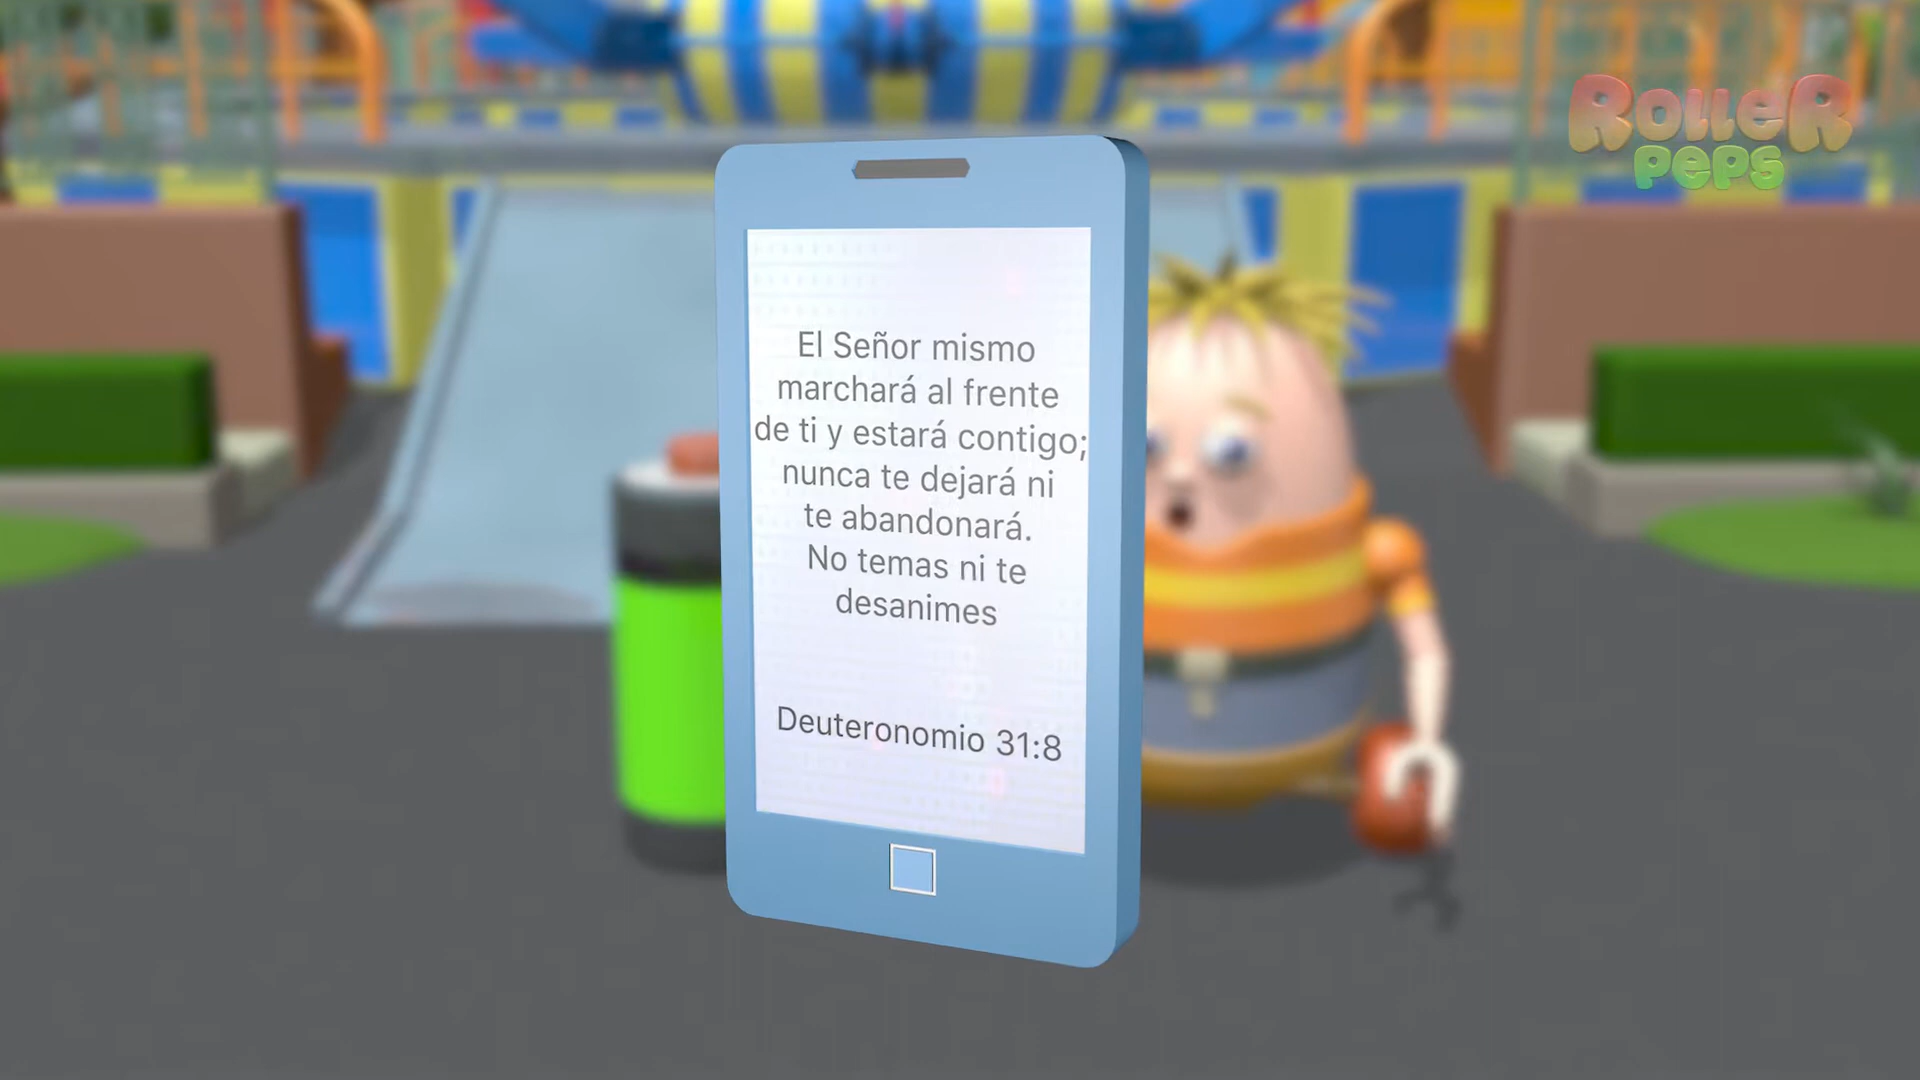 ROLLER
PEPS
El Señor mismo
marchará al frente
de ti y estará contigo;
nunca te dejará ni
te abandonará.
No temas ni te
desanimes
Deuteronomio 31:8